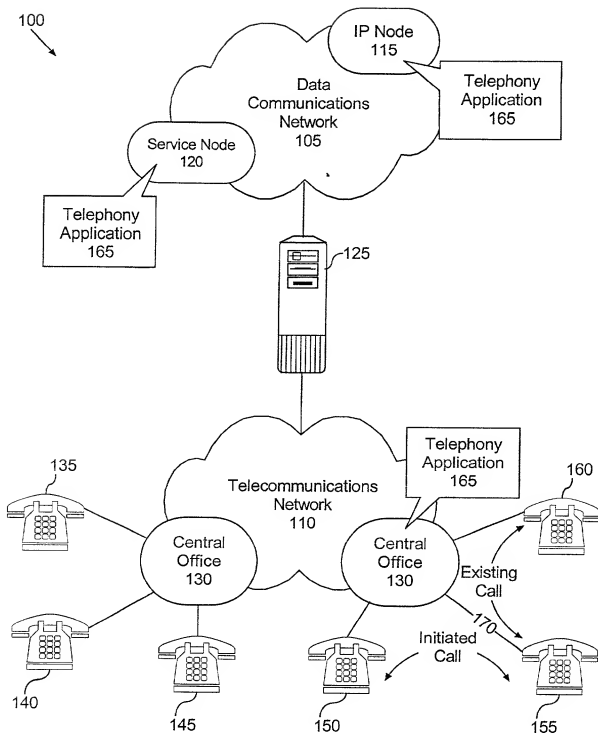 100
IP Node
115
Data
Communications
Network
105
Telephony
Application
165
Service Node
120
Telephony
Application
165
125
Telephony
Application
165
135
160
Telecommunications
Network
110
Central
Office
130
Central
Office
130
Existing
Call
170
Initiated
Call
140
145
150
155